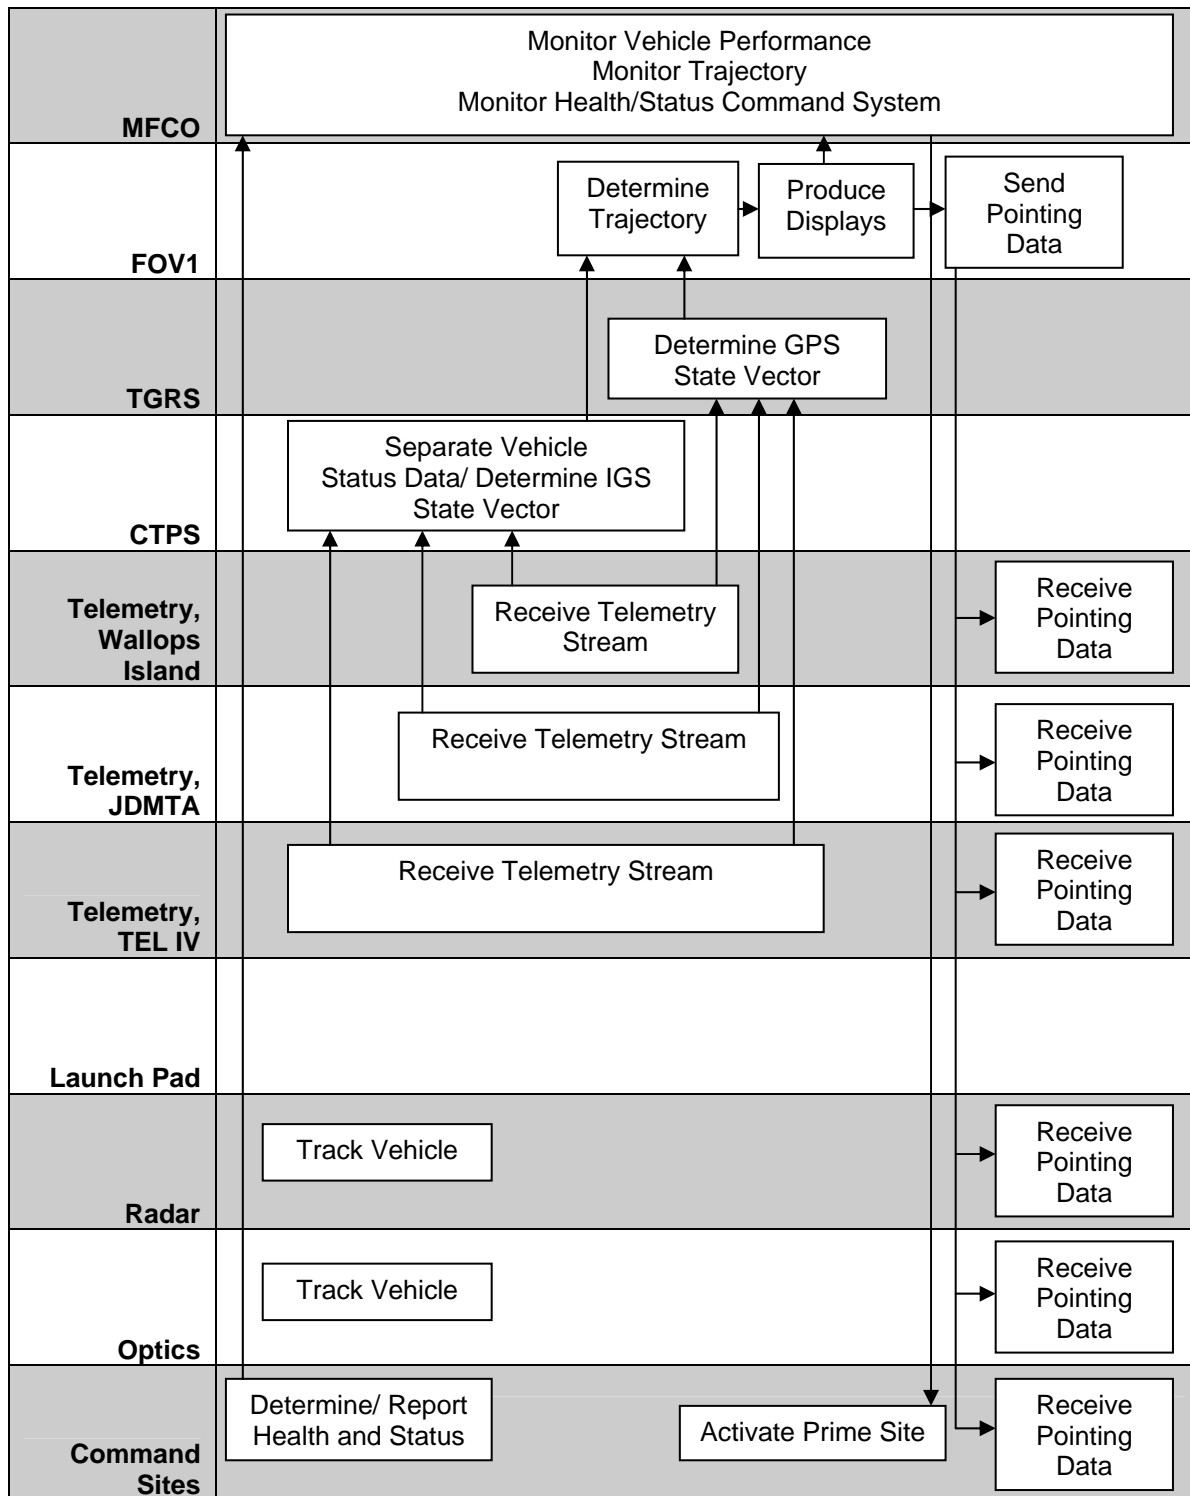 Monitor Vehicle Performance
Monitor Trajectory
Monitor Health/Status Command System
MFCO
Determine
Trajectory
Produce
Displays
Send
Pointing
Data
FOV1
Determine GPS
State Vector
TGRS
Separate Vehicle
Status Data/ Determine IGS
State Vector
CTPS
Telemetry,
Wallops
Island
Receive Telemetry
Stream
Receive
Pointing
Data
Telemetry,
JDMTA
Receive Telemetry Stream
Receive
Pointing
Data
Telemetry,
TEL IV
Receive Telemetry Stream
Receive
Pointing
Data
Launch Pad
Radar
Track Vehicle
Receive
Pointing
Data
Optics
Track Vehicle
Receive
Pointing
Data
Command
Sites
Determine/ Report
Health and Status
Activate Prime Site
Receive
Pointing
Data